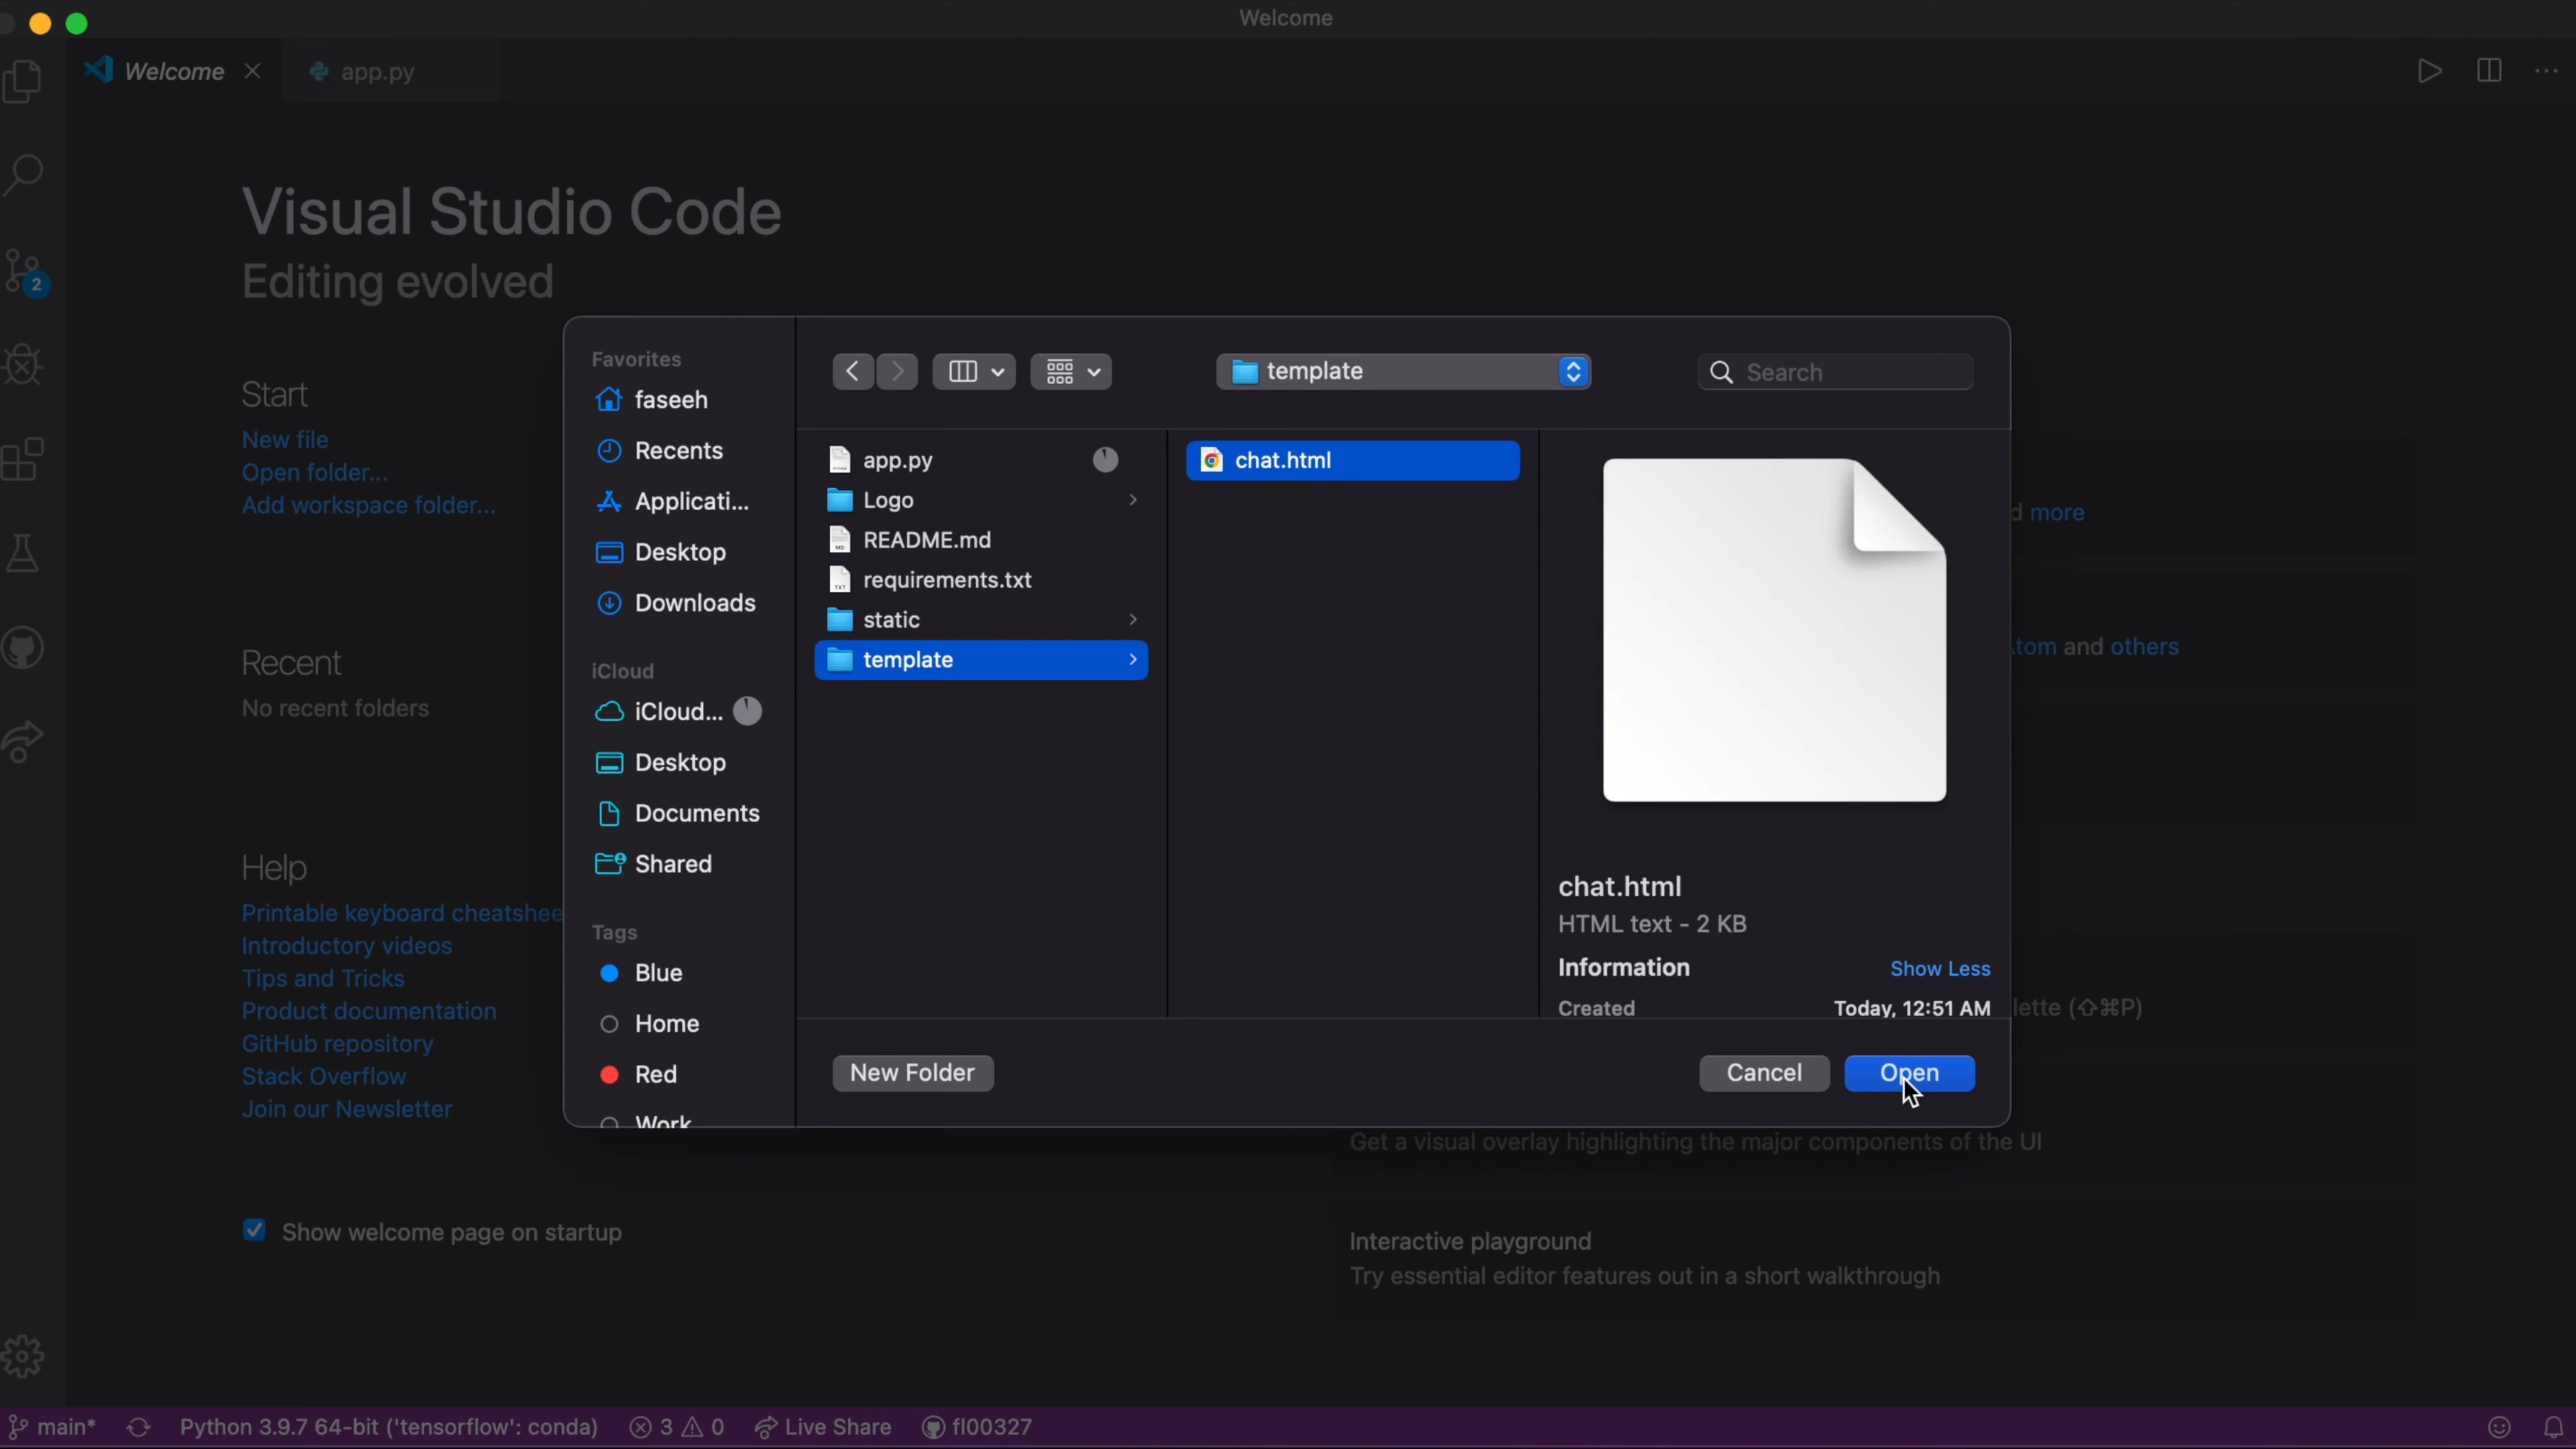 Welcome
Welcome
app.py
Visual Studio Code
Editing evolved
Start
New file
Open folder...
Add workspace folder...
Recent
No recent folders
Help
Printable keyboard cheatshee
Introductory videos
Tips and Tricks
Product documentation
GitHub repository
Stack Overflow
Join our Newsletter
Show welcome page on startup
2
Favorites
faseeh
Recents
Applicati...
Desktop
Downloads
iCloud
iCloud...
Desktop
Documents
Shared
Tags
Blue
Home
Red
Work
template
Search
app.py
Logo
README.md
requirements.txt
static
template
chat.html
chat.html
HTML text - 2 KB
Information Show Less
Created Today, 12:51 AM
New Folder
Cancel
Open
d more
tom and others
lette (⇧⌘P)
Get a visual overlay highlighting the major components of the UI
Interactive playground
Try essential editor features out in a short walkthrough
main* Python 3.9.7 64-bit ('tensorflow': conda) 3 0 Live Share fl00327